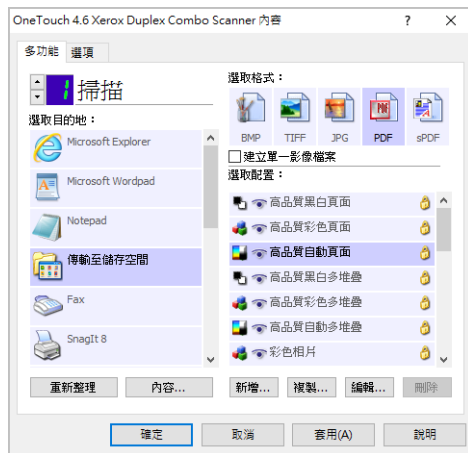 OneTouch 4.6 Xerox Duplex Combo Scanner 內容
多功能 選項
1 掃描
選取目的地：
Microsoft Explorer
Microsoft Wordpad
Notepad
傳輸至儲存空間
Fax
SnagIt 8
重新整理 內容...
選取格式：
BMP TIFF JPG PDF sPDF
建立單一影像檔案
選取配置：
高品質黑白頁面
高品質彩色頁面
高品質自動頁面
高品質黑白多堆疊
高品質彩色多堆疊
高品質自動多堆疊
彩色相片
新增... 複製... 編輯... 刪除
確定 取消 套用(A) 說明